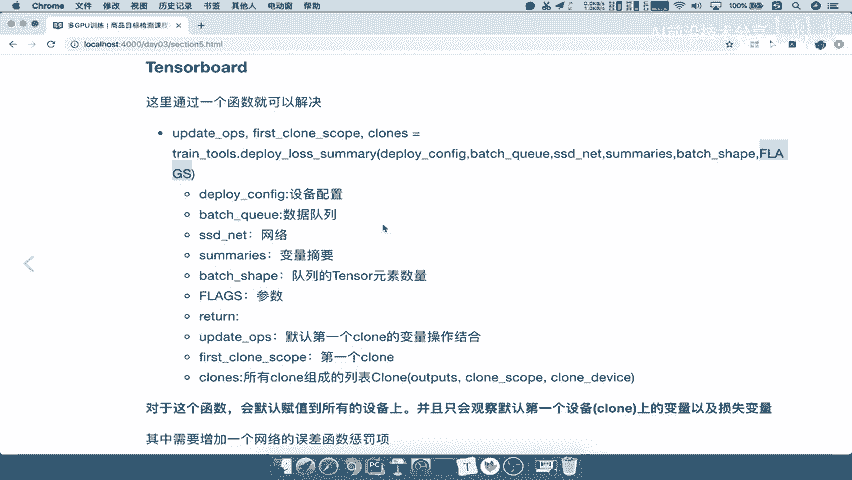 Chrome 文件 修改 视图 历史记录 书签 其他人 电动窗 帮助
100%
多GPU训练 | 商品目标检测课程
localhost:4000/day03/section5.html
Tensorboard
这里通过一个函数就可以解决
update_ops, first_clone_scope, clones =
train_tools.deploy_loss_summary(deploy_config,batch_queue,ssd_net,summaries,batch_shape,FLA
GS)
deploy_config:设备配置
batch_queue:数据队列
ssd_net：网络
summaries：变量摘要
batch_shape：队列的Tensor元素数量
FLAGS：参数
return:
update_ops：默认第一个clone的变量操作结合
first_clone_scope：第一个clone
clones:所有clone组成的列表Clone(outputs, clone_scope, clone_device)
对于这个函数，会默认赋值到所有的设备上。并且只会观察默认第一个设备(clone)上的变量以及损失变量
其中需要增加一个网络的误差函数惩罚项